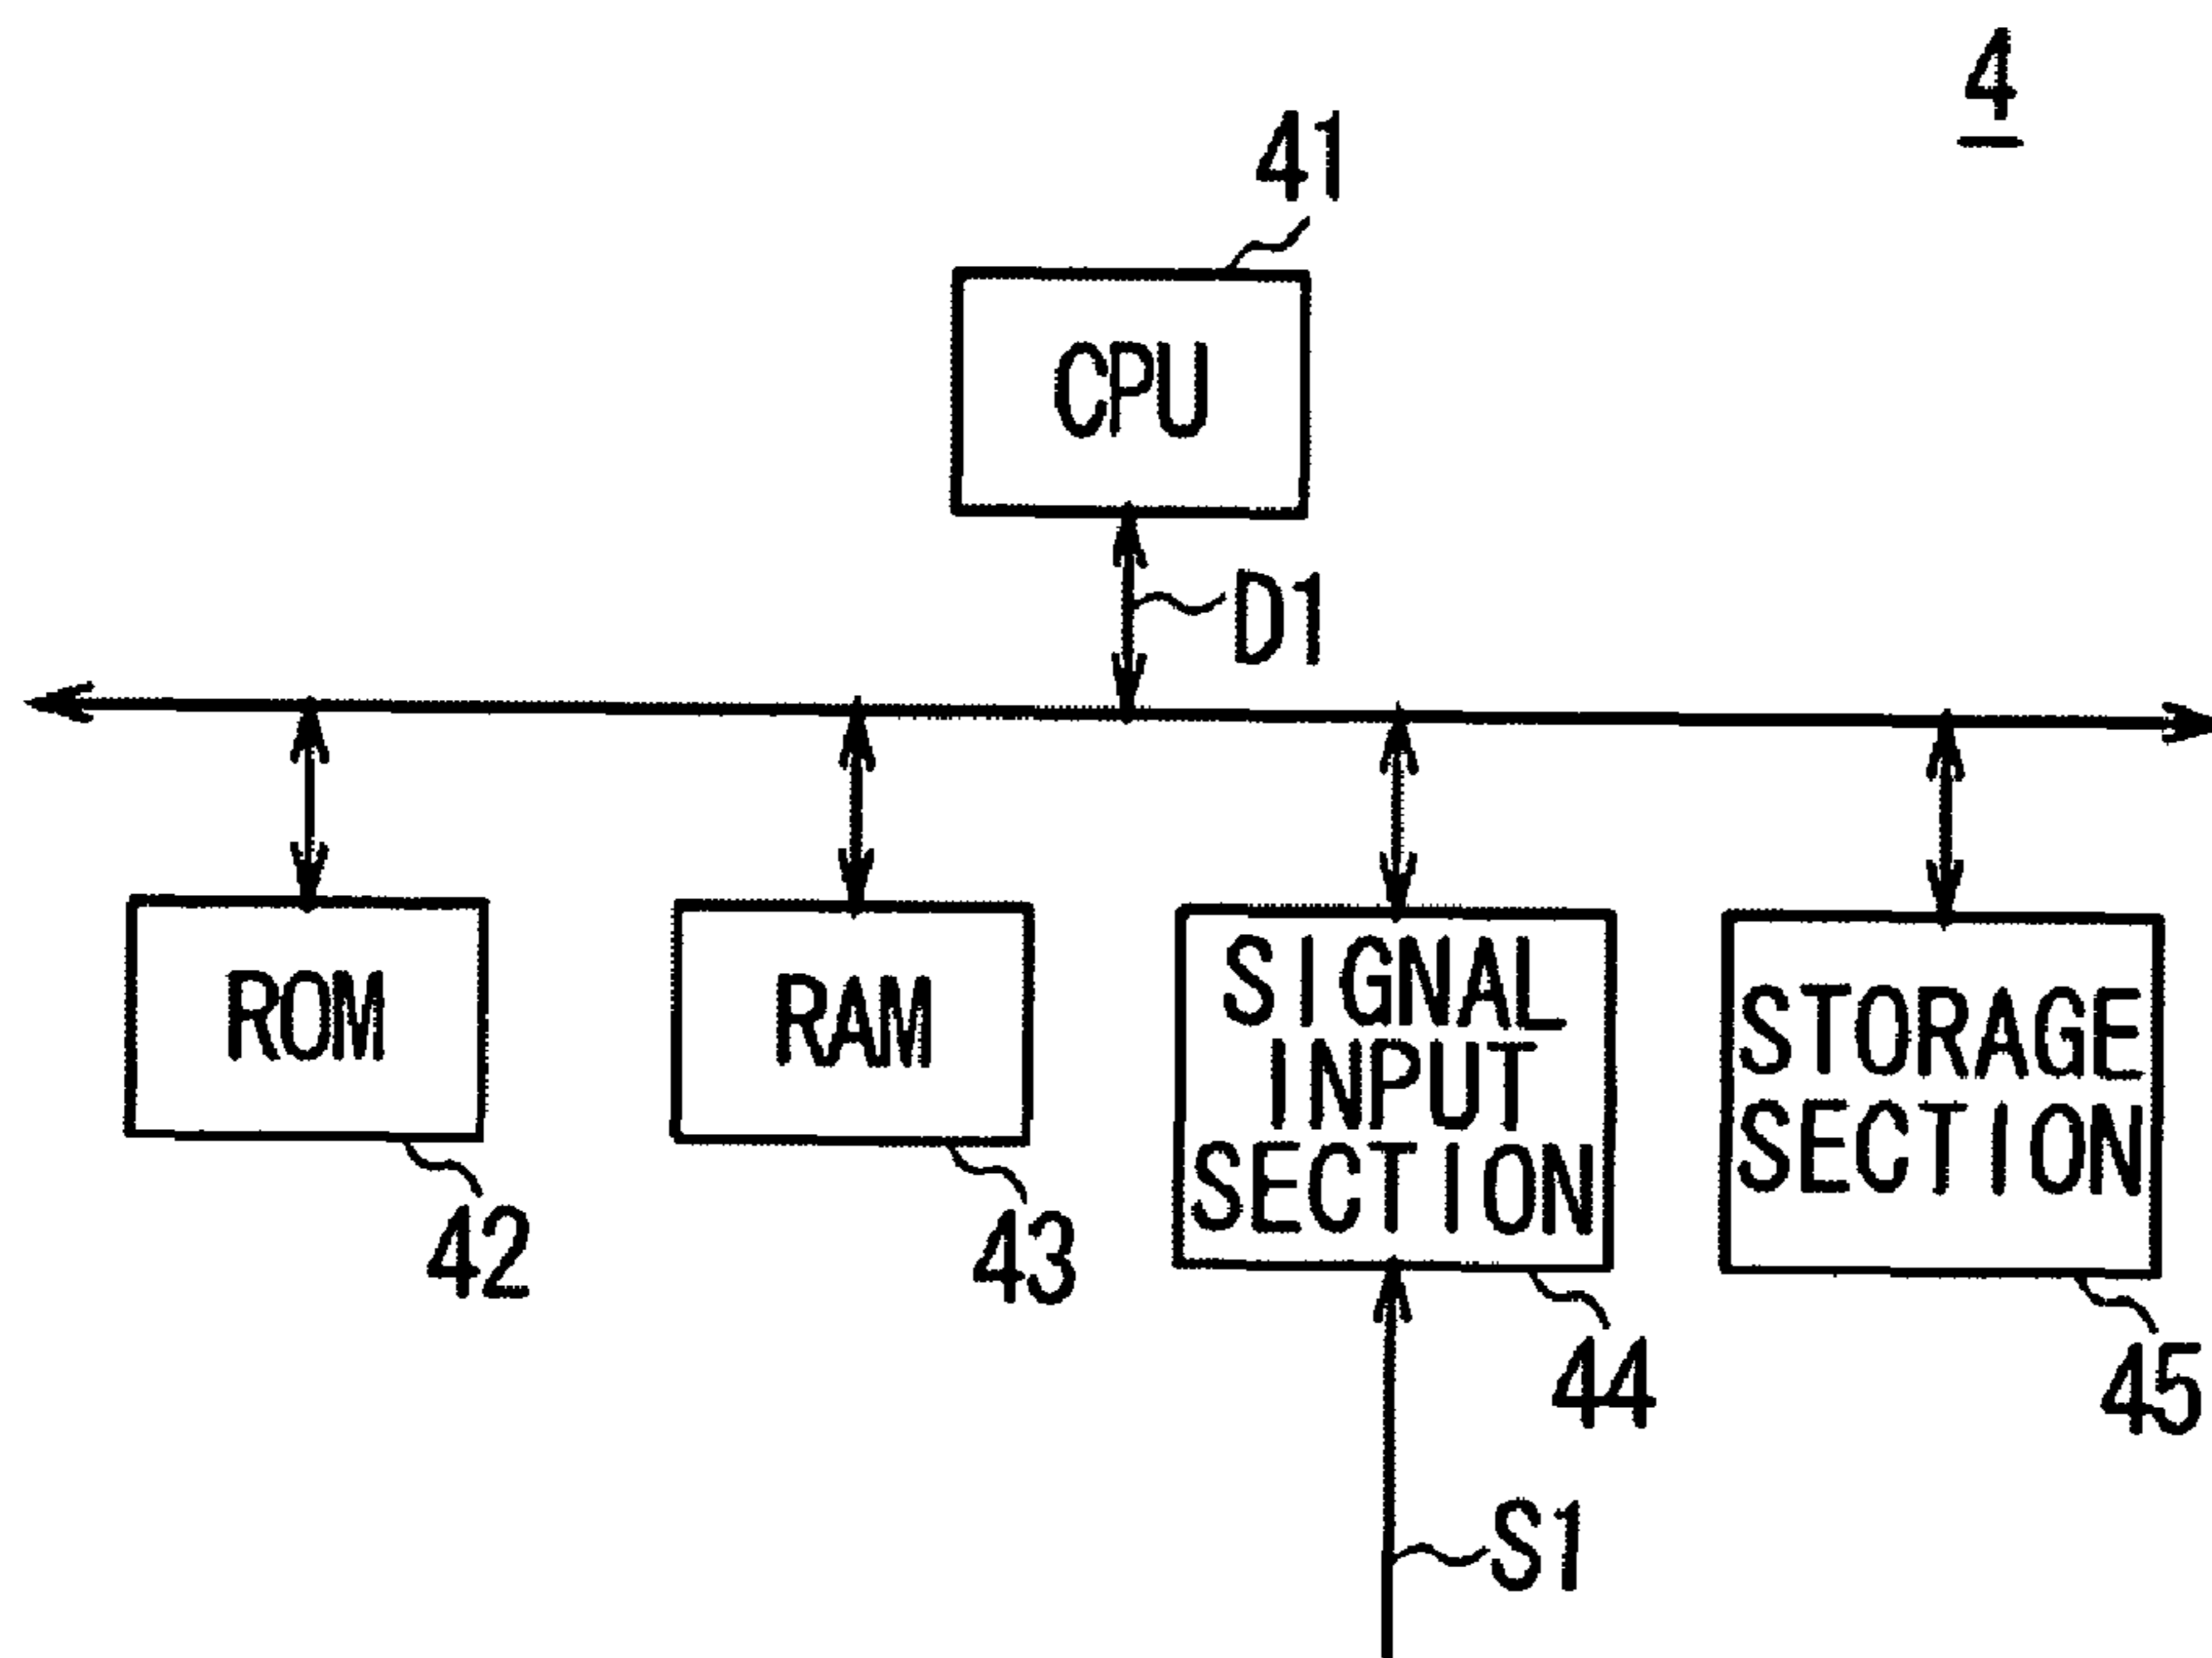 4
41
CPU
D1
ROM
RAM
SIGNAL
INPUT
SECTION
STORAGE
SECTION
42
43
44
45
S1